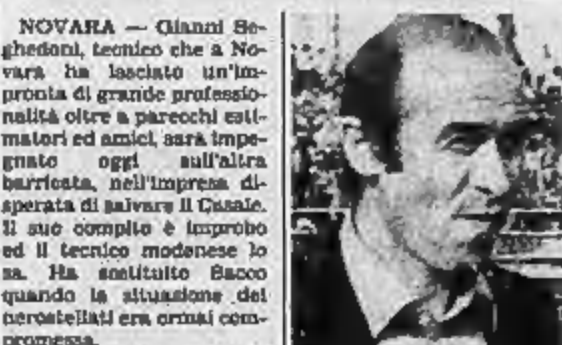 NOVARA — Gianni Se-
ghedoni, tecnico che a No-
vara ha lasciato un'im-
pronta di grande professio-
nalità oltre a parecchi esti-
matori ed amici, sarà impe-
gnato oggi sull'altra
barricata, nell'impresa di-
sperata di salvare il Casale.
Il suo compito è improbo
ed il tecnico modenese lo
sa. Ha sostituito Bacco
quando la situazione dei
nerostellati era ormai com-
promessa.